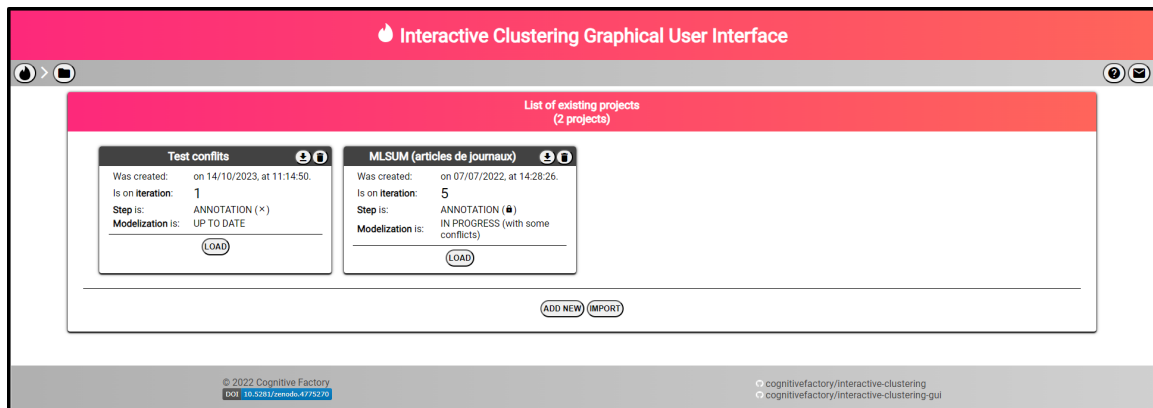 Interactive Clustering Graphical User Interface
List of existing projects
(2 projects)
Test conflits
Was created: on 14/10/2023, at 11:14:50.
Is on iteration: 1
Step is: ANNOTATION (×)
Modelization is: UP TO DATE
LOAD
MLSUM (articles de journaux)
Was created: on 07/07/2022, at 14:28:26.
Is on iteration: 5
Step is: ANNOTATION (🔒)
Modelization is: IN PROGRESS (with some
conflicts)
LOAD
ADD NEW IMPORT
© 2022 Cognitive Factory
DOI 10.5281/zenodo.4775270
cognitivefactory/interactive-clustering
cognitivefactory/interactive-clustering-gui